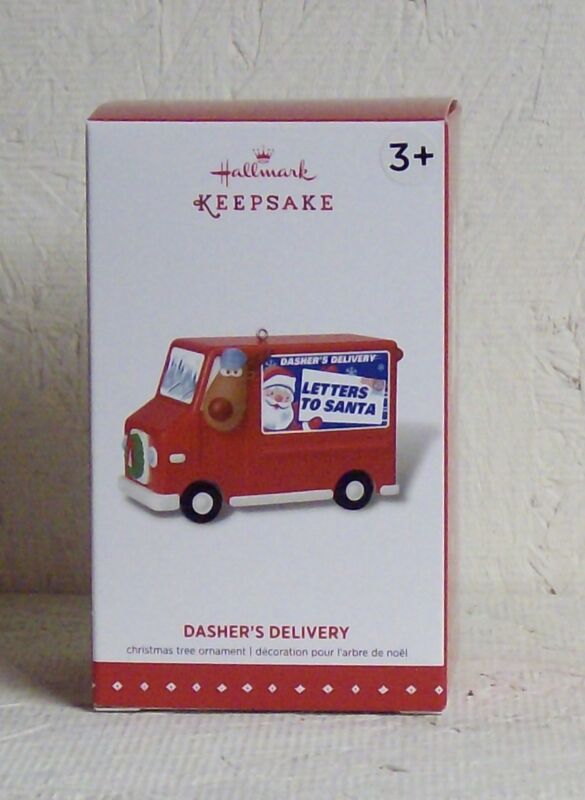 Hallmark
KEEPSAKE
3+
DASHER'S DELIVERY
LETTERS
TO SANTA
DASHER'S DELIVERY
christmas tree ornament | décoration pour l'arbre de noël